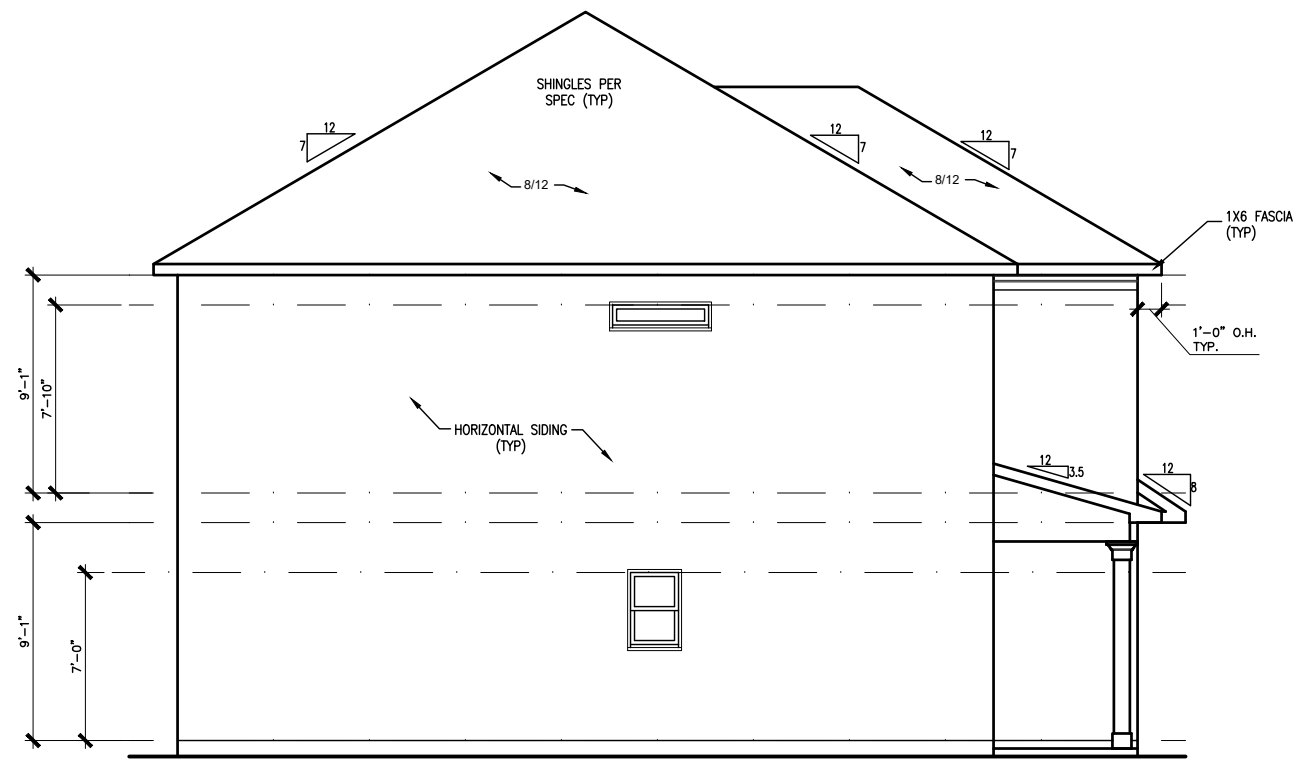 SHINGLES PER
SPEC (TYP)
12
7
12
7
12
7
8/12
8/12
1X6 FASCIA
(TYP)
1'-0" O.H.
TYP.
9'-1"
7'-10"
HORIZONTAL SIDING
(TYP)
12
3.5
12
8
9'-1"
7'-0"